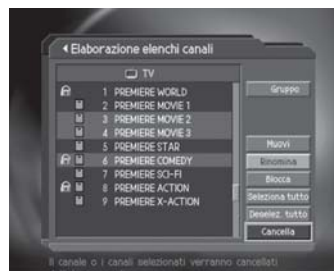 Elaborazione elenchi canali
TV
1 PREMIERE WORLD
2 PREMIERE MOVIE 1
3 PREMIERE MOVIE 2
4 PREMIERE MOVIE 3
5 PREMIERE STAR
6 PREMIERE COMEDY
7 PREMIERE SCI-FI
8 PREMIERE ACTION
9 PREMIERE X-ACTION
Gruppo
Muovi
Rinomina
Blocca
Seleziona tutto
Deselez. tutto
Cancella
Il canale o i canali selezionati verranno cancellati